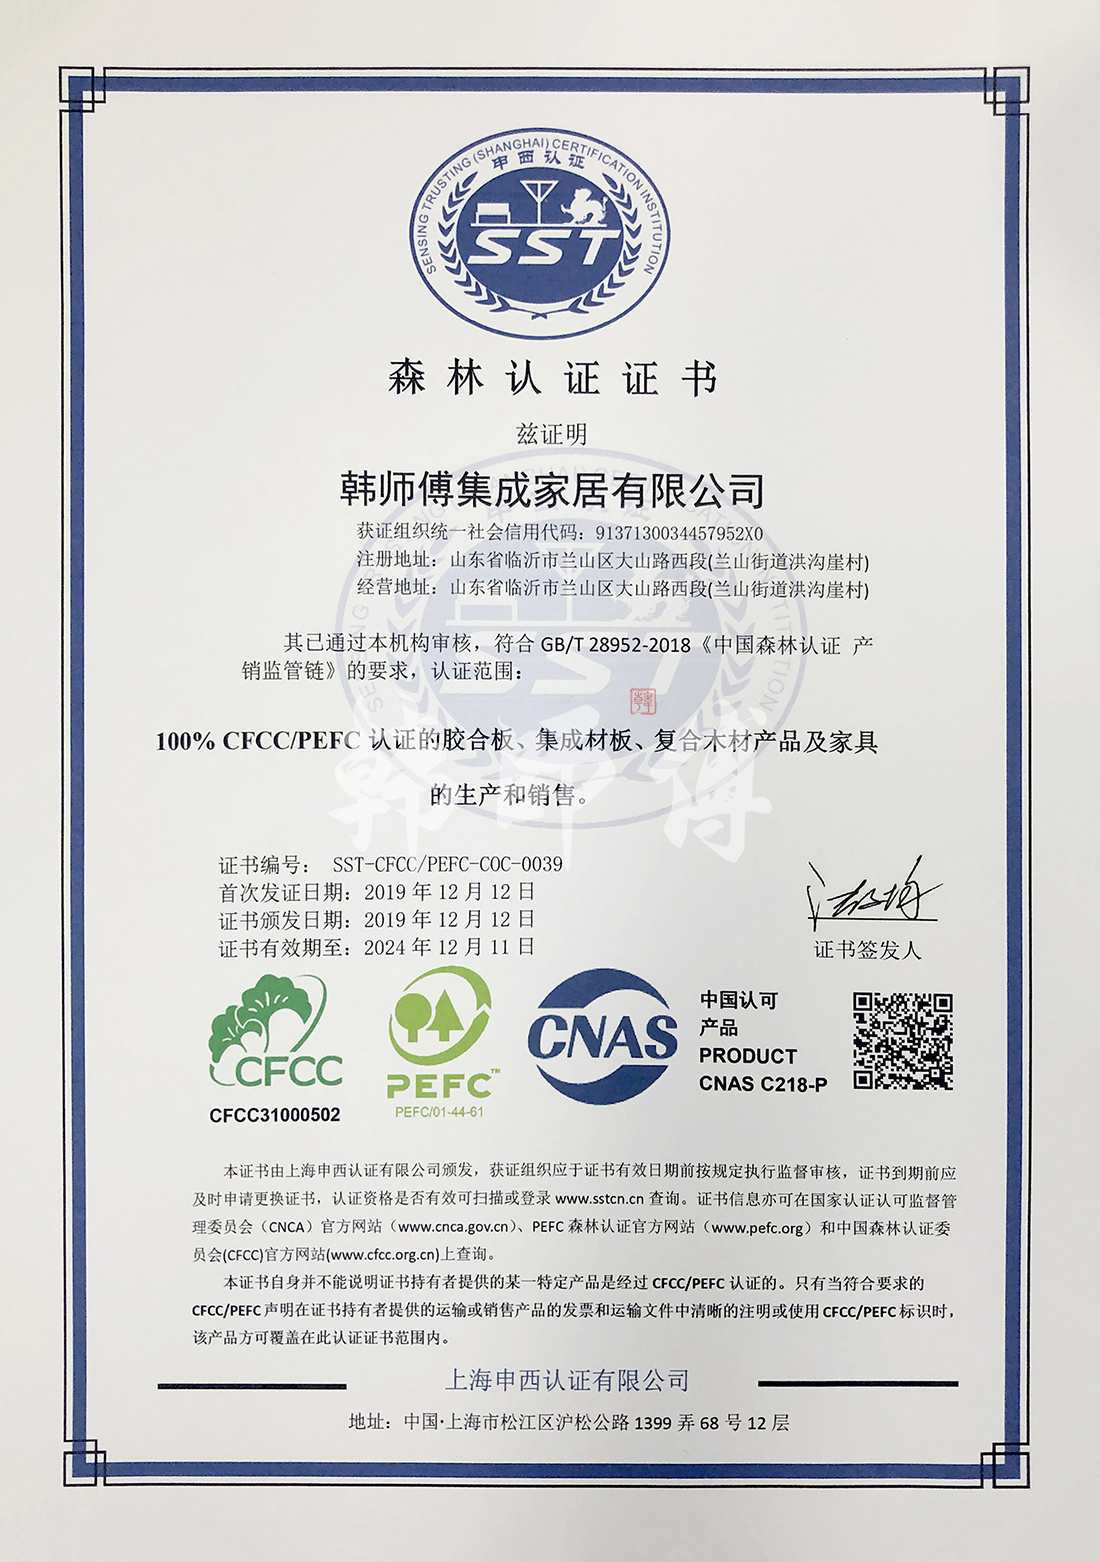 SENSING TRUSTING (SHANGHAI) CERTIFICATION INSTITUTION
申西认证
SST
森林认证证书
兹证明
韩师傅集成家居有限公司
获证组织统一社会信用代码：9137130034457952X0
注册地址：山东省临沂市兰山区大山路西段(兰山街道洪沟崖村)
经营地址：山东省临沂市兰山区大山路西段(兰山街道洪沟崖村)
其已通过本机构审核，符合 GB/T 28952-2018《中国森林认证 产
销监管链》的要求，认证范围：
韩
100% CFCC/PEFC 认证的胶合板、集成材板、复合木材产品及家具
的生产和销售。
韩师傅
证书编号： SST-CFCC/PEFC-COC-0039
首次发证日期：2019 年 12 月 12 日
证书颁发日期：2019 年 12 月 12 日
证书有效期至：2024 年 12 月 11 日
证书签发人
CFCC
CFCC31000502
PEFC™
PEFC/01-44-61
CNAS
中国认可
产品
PRODUCT
CNAS C218-P
本证书由上海申西认证有限公司颁发，获证组织应于证书有效日期前按规定执行监督审核，证书到期前应
及时申请更换证书，认证资格是否有效可扫描或登录 www.sstcn.cn 查询。证书信息亦可在国家认证认可监督管
理委员会（CNCA）官方网站（www.cnca.gov.cn）、PEFC 森林认证官方网站（www.pefc.org）和中国森林认证委
员会(CFCC)官方网站(www.cfcc.org.cn)上查询。
本证书自身并不能说明证书持有者提供的某一特定产品是经过 CFCC/PEFC 认证的。只有当符合要求的
CFCC/PEFC 声明在证书持有者提供的运输或销售产品的发票和运输文件中清晰的注明或使用 CFCC/PEFC 标识时，
该产品方可覆盖在此认证证书范围内。
上海申西认证有限公司
地址：中国·上海市松江区沪松公路 1399 弄 68 号 12 层